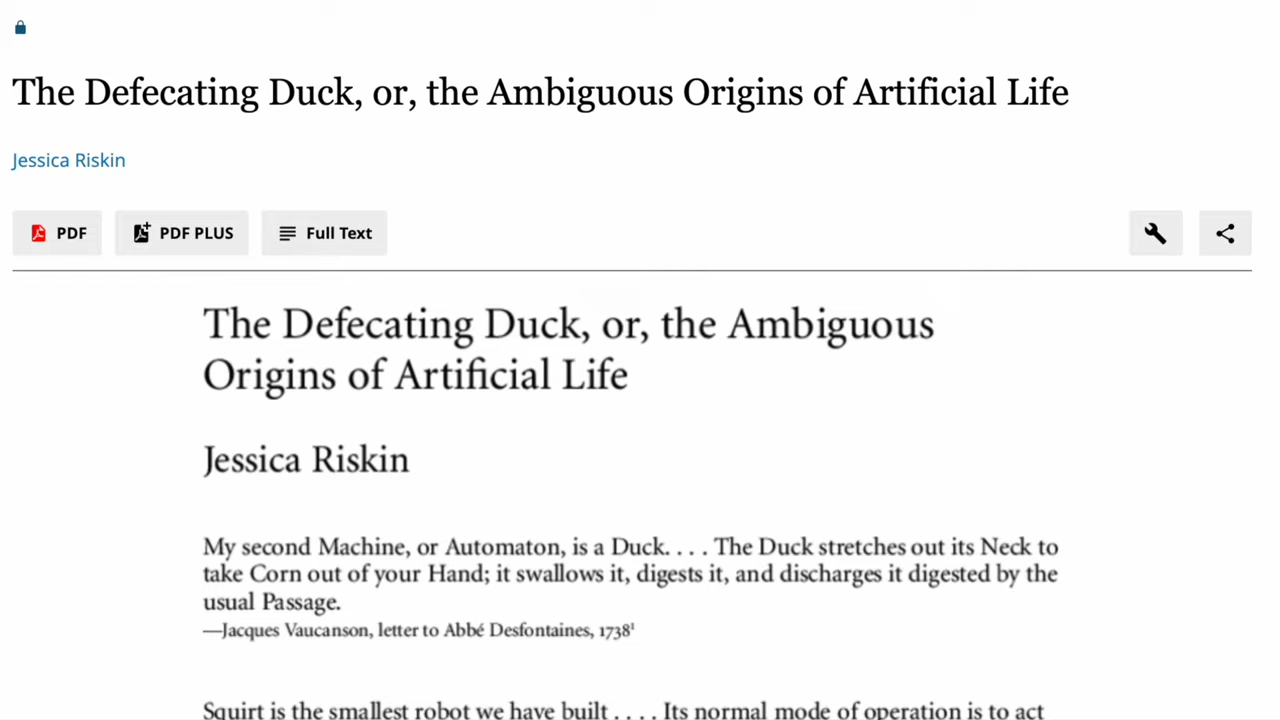 The Defecating Duck, or, the Ambiguous Origins of Artificial Life
Jessica Riskin
PDF PDF PLUS Full Text
The Defecating Duck, or, the Ambiguous
Origins of Artificial Life
Jessica Riskin
My second Machine, or Automaton, is a Duck. . . . The Duck stretches out its Neck to
take Corn out of your Hand; it swallows it, digests it, and discharges it digested by the
usual Passage.
—Jacques Vaucanson, letter to Abbé Desfontaines, 1738¹
Squirt is the smallest robot we have built . . . . Its normal mode of operation is to act